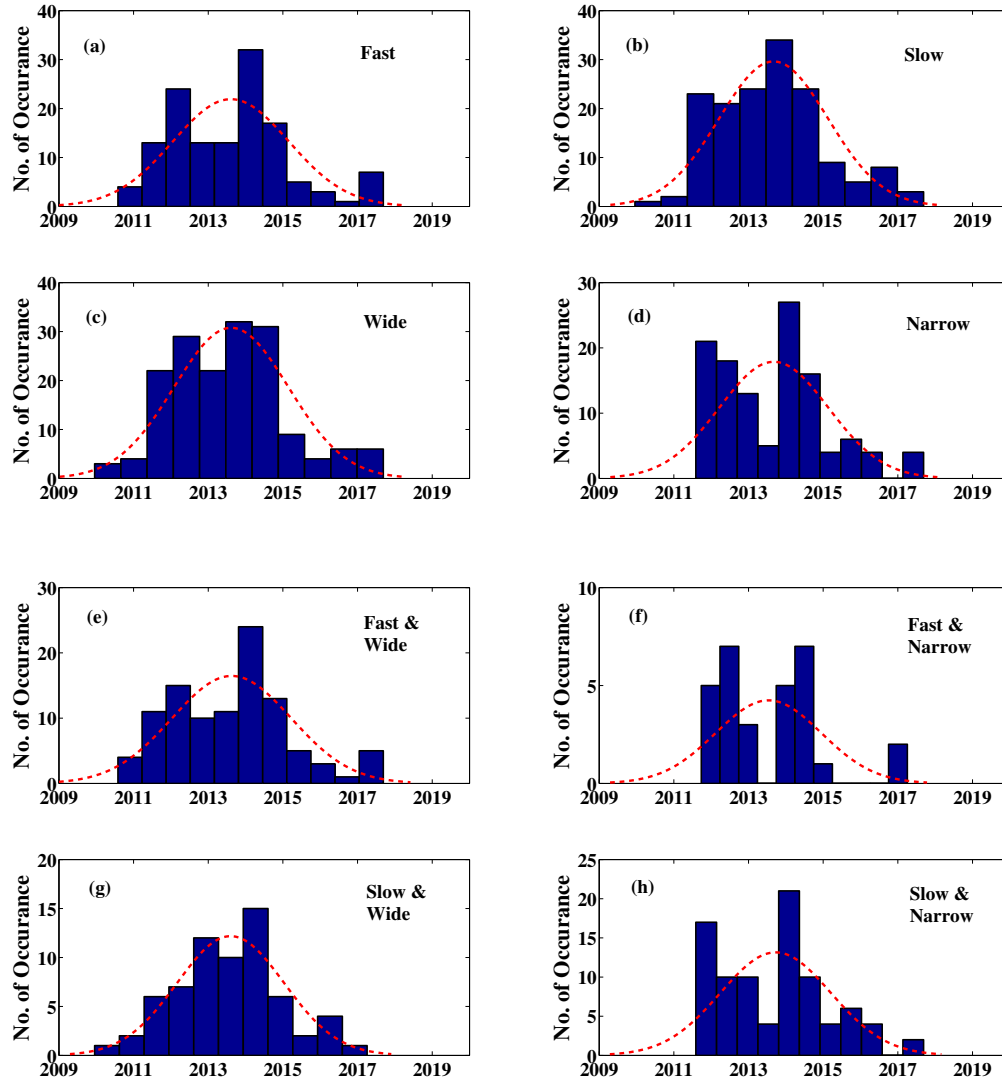 40
30
20
10
0
No. of Occurance
(a)
Fast
2009 2011 2013 2015 2017 2019
40
30
20
10
0
No. of Occurance
(b)
Slow
2009 2011 2013 2015 2017 2019
40
30
20
10
0
No. of Occurance
(c)
Wide
2009 2011 2013 2015 2017 2019
30
20
10
0
No. of Occurance
(d)
Narrow
2009 2011 2013 2015 2017 2019
30
20
10
0
No. of Occurance
(e)
Fast &
Wide
2009 2011 2013 2015 2017 2019
10
5
0
No. of Occurance
(f)
Fast &
Narrow
2009 2011 2013 2015 2017 2019
20
15
10
5
0
No. of Occurance
(g)
Slow &
Wide
2009 2011 2013 2015 2017 2019
25
20
15
10
5
0
No. of Occurance
(h)
Slow &
Narrow
2009 2011 2013 2015 2017 2019